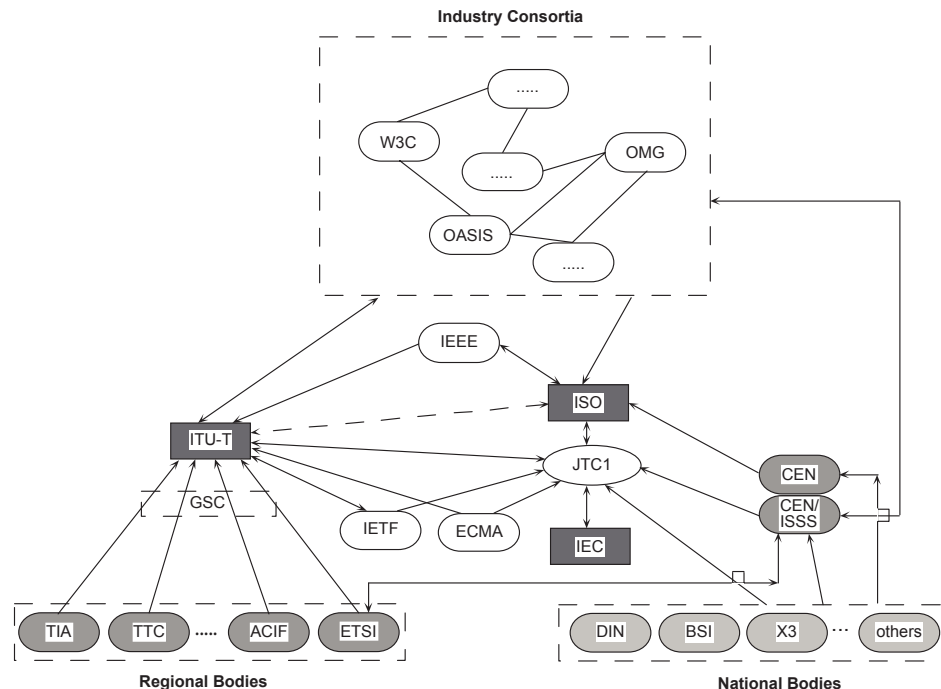 Industry Consortia
.....
W3C
OMG
.....
OASIS
.....
IEEE
ISO
ITU-T
JTC1
CEN
GSC
CEN/
ISSS
IETF
ECMA
IEC
TIA
TTC
.....
ACIF
ETSI
DIN
BSI
X3
...
others
Regional Bodies
National Bodies